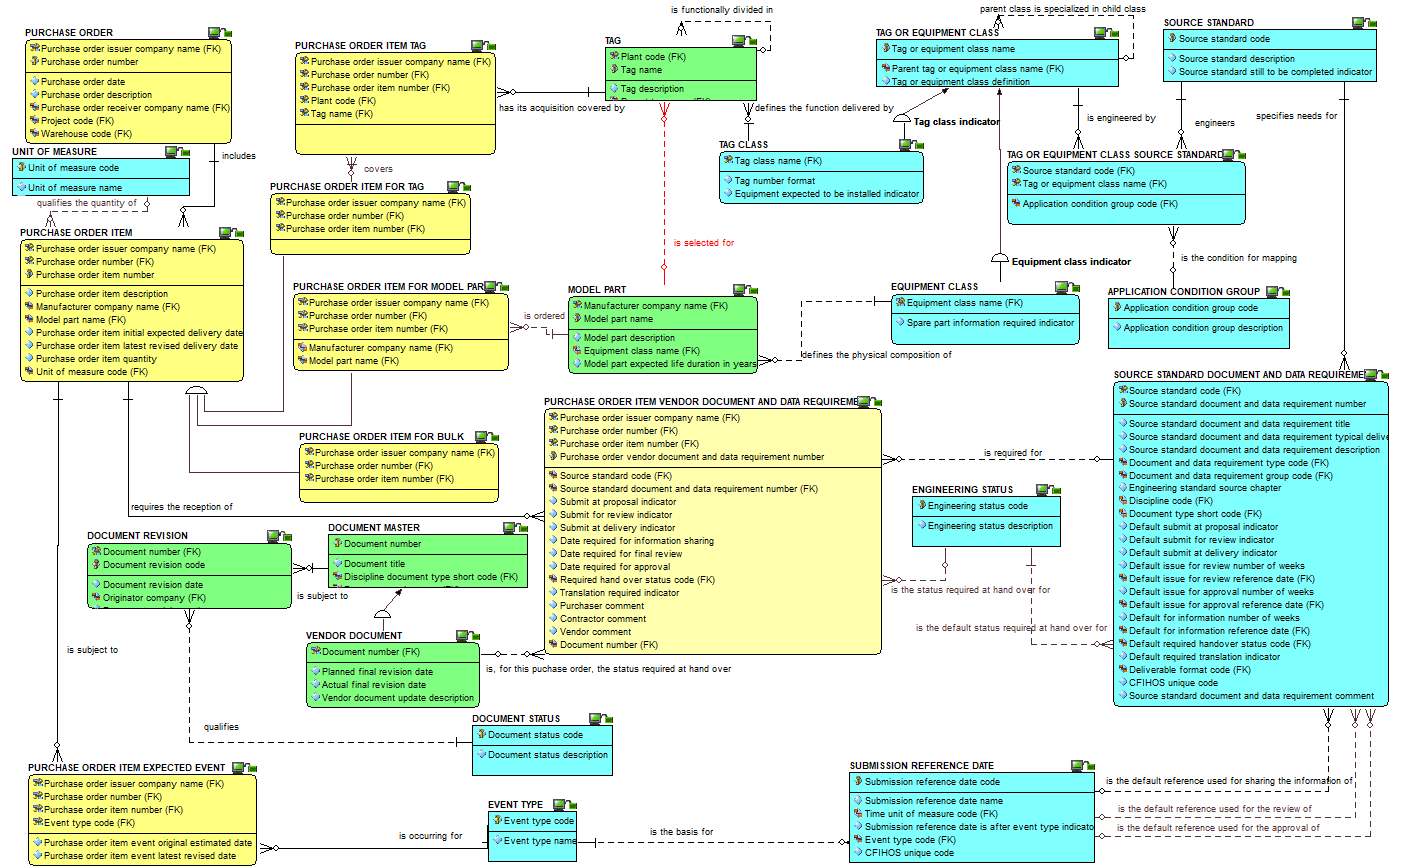 is functionally divided in
parent class is specialized in child class
PURCHASE ORDER
Purchase order issuer company name (FK)
Purchase order number
Purchase order date
Purchase order description
Purchase order receiver company name (FK)
Project code (FK)
Warehouse code (FK)
PURCHASE ORDER ITEM TAG
Purchase order issuer company name (FK)
Purchase order number (FK)
Purchase order item number (FK)
Plant code (FK)
Tag name (FK)
TAG
Plant code (FK)
Tag name
Tag description
has its acquisition covered by
defines the function delivered by
TAG OR EQUIPMENT CLASS
Tag or equipment class name
Parent tag or equipment class name (FK)
Tag or equipment class definition
Tag class indicator
is engineered by
SOURCE STANDARD
Source standard code
Source standard description
Source standard still to be completed indicator
engineers
specifies needs for
UNIT OF MEASURE
Unit of measure code
Unit of measure name
includes
qualifies the quantity of
covers
TAG CLASS
Tag class name (FK)
Tag number format
Equipment expected to be installed indicator
TAG OR EQUIPMENT CLASS SOURCE STANDARD
Source standard code (FK)
Tag or equipment class name (FK)
Application condition group code (FK)
PURCHASE ORDER ITEM FOR TAG
Purchase order issuer company name (FK)
Purchase order number (FK)
Purchase order item number (FK)
PURCHASE ORDER ITEM
Purchase order issuer company name (FK)
Purchase order number (FK)
Purchase order item number
Purchase order item description
Manufacturer company name (FK)
Model part name (FK)
Purchase order item initial expected delivery date
Purchase order item latest revised delivery date
Purchase order item quantity
Unit of measure code (FK)
is selected for
Equipment class indicator
is the condition for mapping
PURCHASE ORDER ITEM FOR MODEL PAR
Purchase order issuer company name (FK)
Purchase order number (FK)
Purchase order item number (FK)
Manufacturer company name (FK)
Model part name (FK)
is ordered
MODEL PART
Manufacturer company name (FK)
Model part name
Model part description
Equipment class name (FK)
Model part expected life duration in years
EQUIPMENT CLASS
Equipment class name (FK)
Spare part information required indicator
defines the physical composition of
APPLICATION CONDITION GROUP
Application condition group code
Application condition group description
PURCHASE ORDER ITEM FOR BULK
Purchase order issuer company name (FK)
Purchase order number (FK)
Purchase order item number (FK)
requires the reception of
PURCHASE ORDER ITEM VENDOR DOCUMENT AND DATA REQUIREME
Purchase order issuer company name (FK)
Purchase order number (FK)
Purchase order item number (FK)
Purchase order vendor document and data requirement number
Source standard code (FK)
Source standard document and data requirement number (FK)
Submit at proposal indicator
Submit for review indicator
Submit at delivery indicator
Date required for information sharing
Date required for final review
Date required for approval
Required hand over status code (FK)
Translation required indicator
Purchaser comment
Contractor comment
Vendor comment
Document number (FK)
is required for
ENGINEERING STATUS
Engineering status code
Engineering status description
is the status required at hand over for
is the default status required at hand over for
SOURCE STANDARD DOCUMENT AND DATA REQUIREME
Source standard code (FK)
Source standard document and data requirement number
Source standard document and data requirement title
Source standard document and data requirement typical delive
Source standard document and data requirement description
Document and data requirement type code (FK)
Document and data requirement group code (FK)
Engineering standard source chapter
Discipline code (FK)
Document type short code (FK)
Default submit at proposal indicator
Default submit for review indicator
Default submit at delivery indicator
Default issue for review number of weeks
Default issue for review reference date (FK)
Default issue for approval number of weeks
Default issue for approval reference date (FK)
Default for information number of weeks
Default for information reference date (FK)
Default required handover status code (FK)
Default required translation indicator
Deliverable format code (FK)
CFIHOS unique code
Source standard document and data requirement comment
DOCUMENT REVISION
Document number (FK)
Document revision code
Document revision date
Originator company (FK)
is subject to
DOCUMENT MASTER
Document number
Document title
Discipline document type short code (FK)
VENDOR DOCUMENT
Document number (FK)
Planned final revision date
Actual final revision date
Vendor document update description
is, for this puchase order, the status required at hand over
is subject to
qualifies
DOCUMENT STATUS
Document status code
Document status description
PURCHASE ORDER ITEM EXPECTED EVENT
Purchase order issuer company name (FK)
Purchase order number (FK)
Purchase order item number (FK)
Event type code (FK)
Purchase order item event original estimated date
Purchase order item event latest revised date
is occurring for
EVENT TYPE
Event type code
Event type name
is the basis for
SUBMISSION REFERENCE DATE
Submission reference date code
Submission reference date name
Time unit of measure code (FK)
Submission reference date is after event type indicato
Event type code (FK)
CFIHOS unique code
is the default reference used for sharing the information of
is the default reference used for the review of
is the default reference used for the approval of